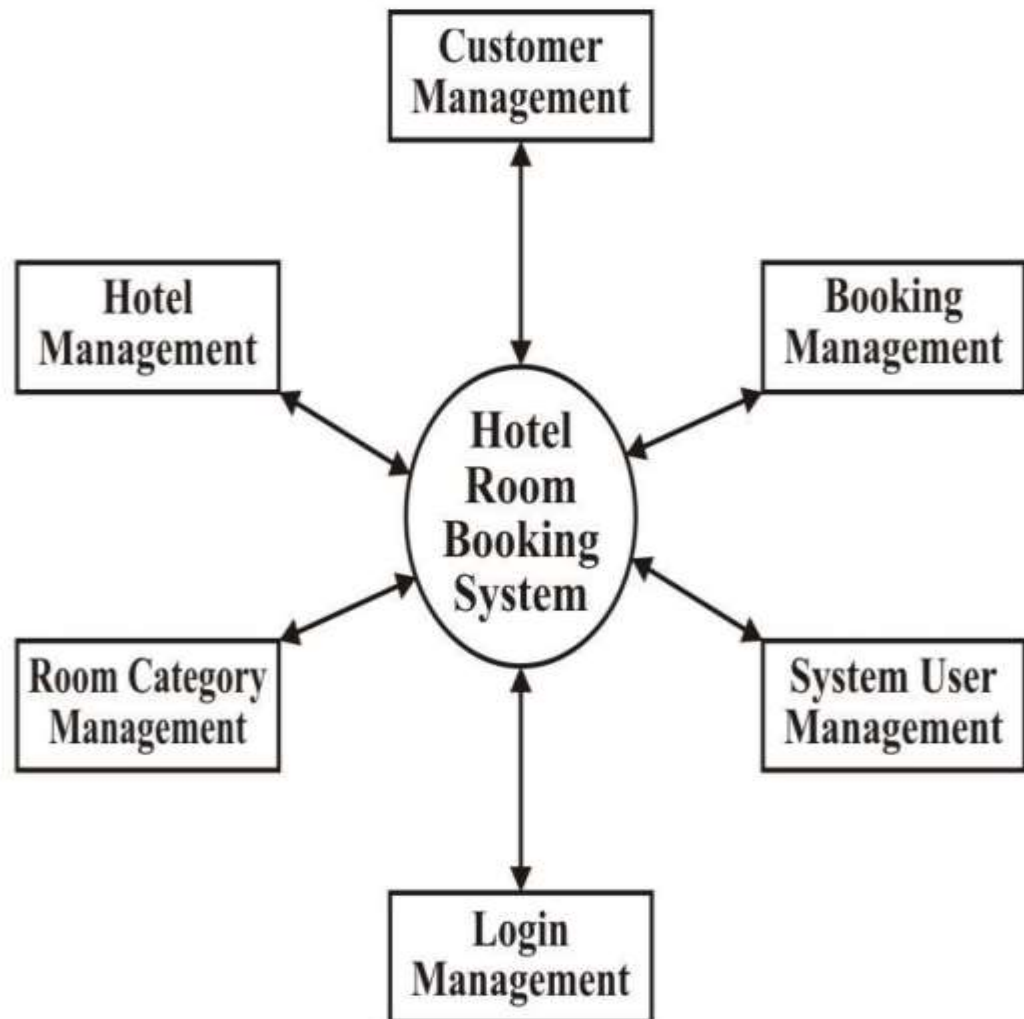 Customer
Management
Hotel
Management
Booking
Management
Hotel
Room
Booking
System
Room Category
Management
System User
Management
Login
Management